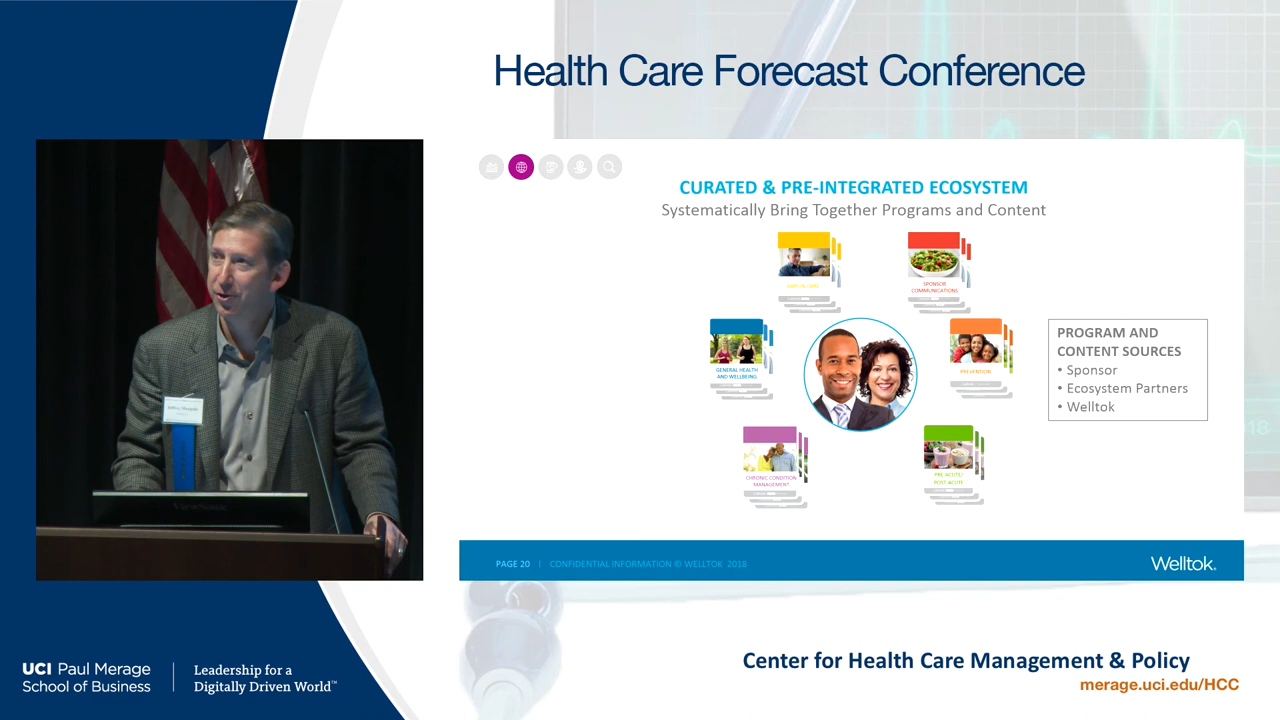 Health Care Forecast Conference
CURATED & PRE-INTEGRATED ECOSYSTEM
Systematically Bring Together Programs and Content
SPONSOR
COMMUNICATIONS
GENERAL HEALTH
AND WELLBEING
PREVENTION
CHRONIC CONDITION
MANAGEMENT
PRE-ACUTE/
POST-ACUTE
PROGRAM AND
CONTENT SOURCES
• Sponsor
• Ecosystem Partners
• Welltok
ViewSonic
PAGE 20 | CONFIDENTIAL INFORMATION © WELLTOK 2018
Welltok.
UCI Paul Merage
School of Business
Leadership for a
Digitally Driven World™
Center for Health Care Management & Policy
merage.uci.edu/HCC